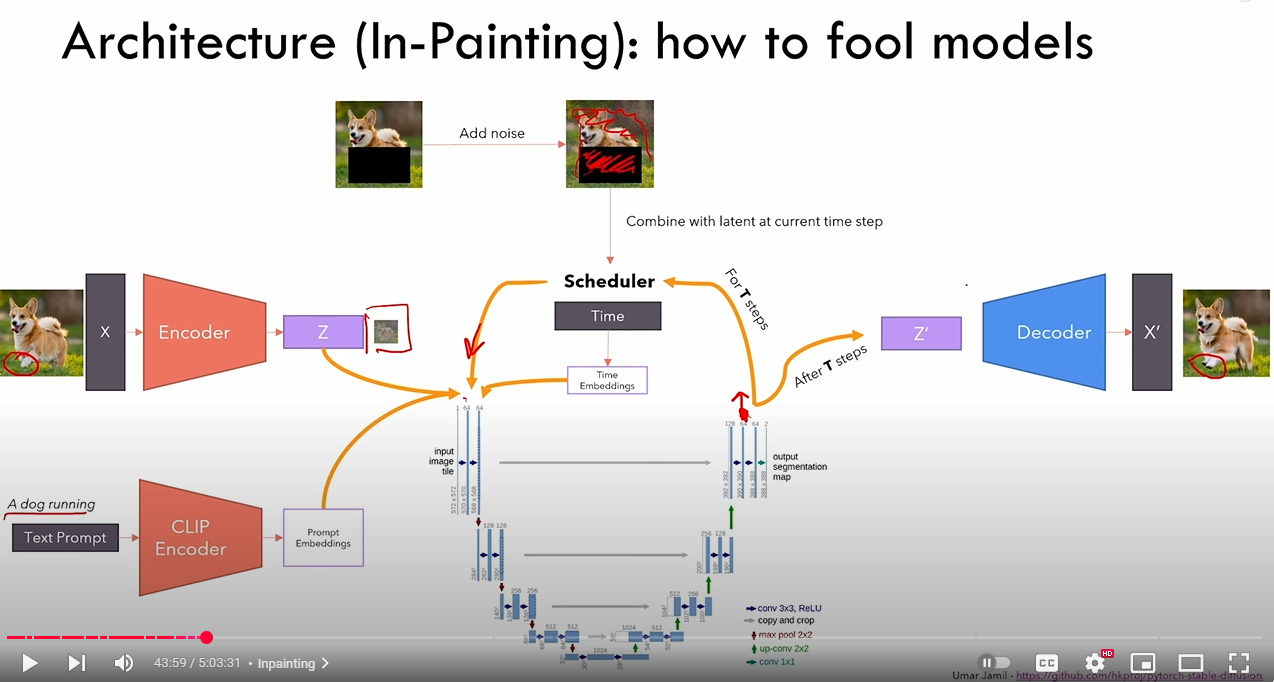 Architecture (In-Painting): how to fool models
Add noise
Combine with latent at current time step
Scheduler
For T steps
Time
X
Encoder
Z
Z'
Decoder
X'
After T steps
Time
Embeddings
1 64 64
128 64 64 2
input
image
tile
output
segmentation
map
572 x 572
570 x 570
568 x 568
392 x 392
390 x 390
388 x 388
388 x 388
A dog running
Text Prompt
CLIP
Encoder
Prompt
Embeddings
128 128
256 128
284²
282²
280²
200²
198²
196²
256 256
512 256
140²
512 512
1024 512
1024
conv 3x3, ReLU
copy and crop
max pool 2x2
up-conv 2x2
conv 1x1
43:59 / 5:03:31 • Inpainting
CC
HD
Umar Jamil - https://github.com/hkproj/pytorch-stable-diffusion